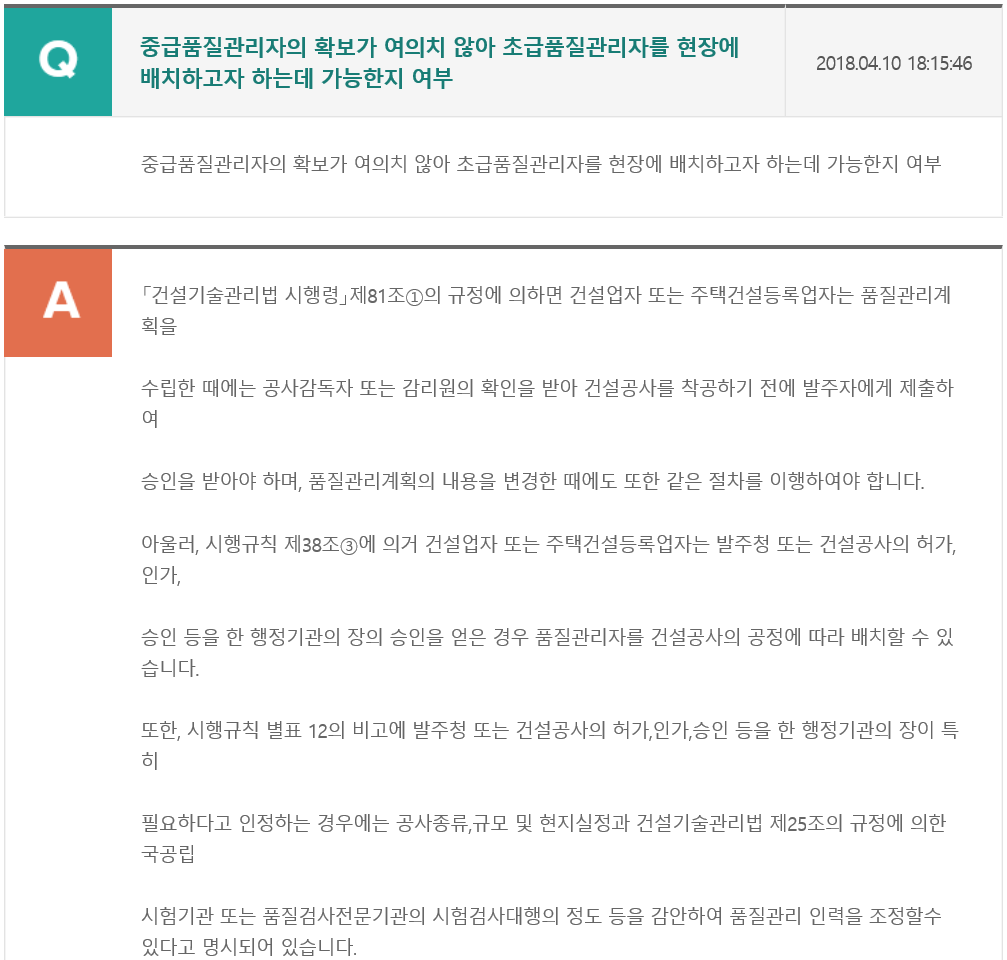 Q
중급품질관리자의 확보가 여의치 않아 초급품질관리자를 현장에
배치하고자 하는데 가능한지 여부
2018.04.10 18:15:46
중급품질관리자의 확보가 여의치 않아 초급품질관리자를 현장에 배치하고자 하는데 가능한지 여부
A
「건설기술관리법 시행령」제81조①의 규정에 의하면 건설업자 또는 주택건설등록업자는 품질관리계
획을
수립한 때에는 공사감독자 또는 감리원의 확인을 받아 건설공사를 착공하기 전에 발주자에게 제출하
여
승인을 받아야 하며, 품질관리계획의 내용을 변경한 때에도 또한 같은 절차를 이행하여야 합니다.
아울러, 시행규칙 제38조③에 의거 건설업자 또는 주택건설등록업자는 발주청 또는 건설공사의 허가,
인가,
승인 등을 한 행정기관의 장의 승인을 얻은 경우 품질관리자를 건설공사의 공정에 따라 배치할 수 있
습니다.
또한, 시행규칙 별표 12의 비고에 발주청 또는 건설공사의 허가,인가,승인 등을 한 행정기관의 장이 특
히
필요하다고 인정하는 경우에는 공사종류,규모 및 현지실정과 건설기술관리법 제25조의 규정에 의한
국공립
시험기관 또는 품질검사전문기관의 시험검사대행의 정도 등을 감안하여 품질관리 인력을 조정할수
있다고 명시되어 있습니다.